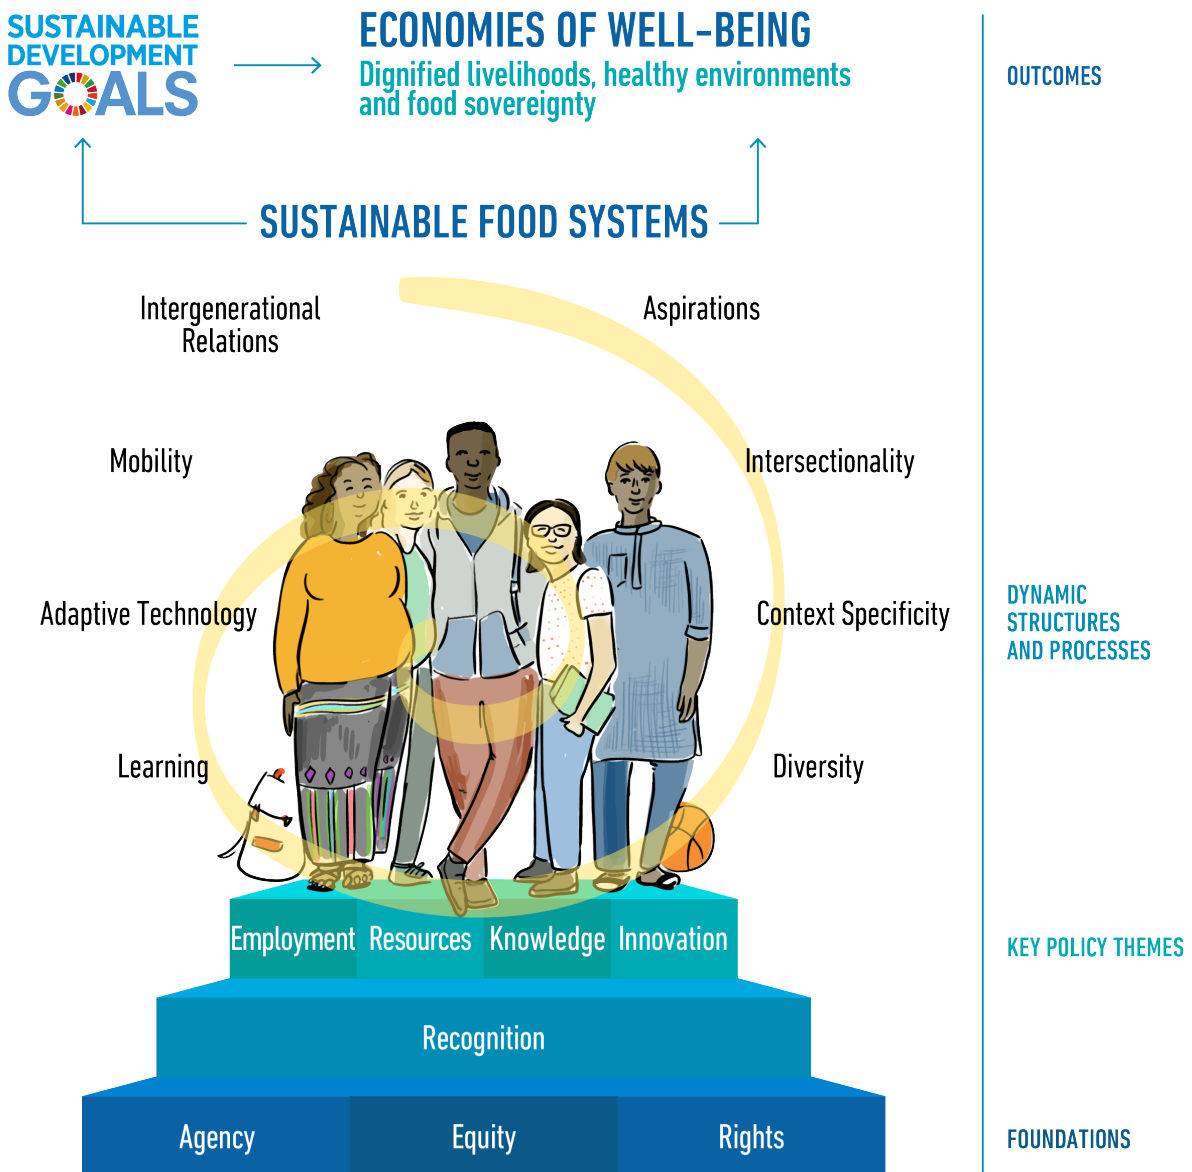 SUSTAINABLE
DEVELOPMENT
GOALS
ECONOMIES OF WELL-BEING
Dignified livelihoods, healthy environments
and food sovereignty
OUTCOMES
SUSTAINABLE FOOD SYSTEMS
Intergenerational
Relations
Aspirations
Mobility
Intersectionality
Adaptive Technology
Context Specificity
DYNAMIC
STRUCTURES
AND PROCESSES
Learning
Diversity
Employment
Resources
Knowledge
Innovation
KEY POLICY THEMES
Recognition
Agency
Equity
Rights
FOUNDATIONS